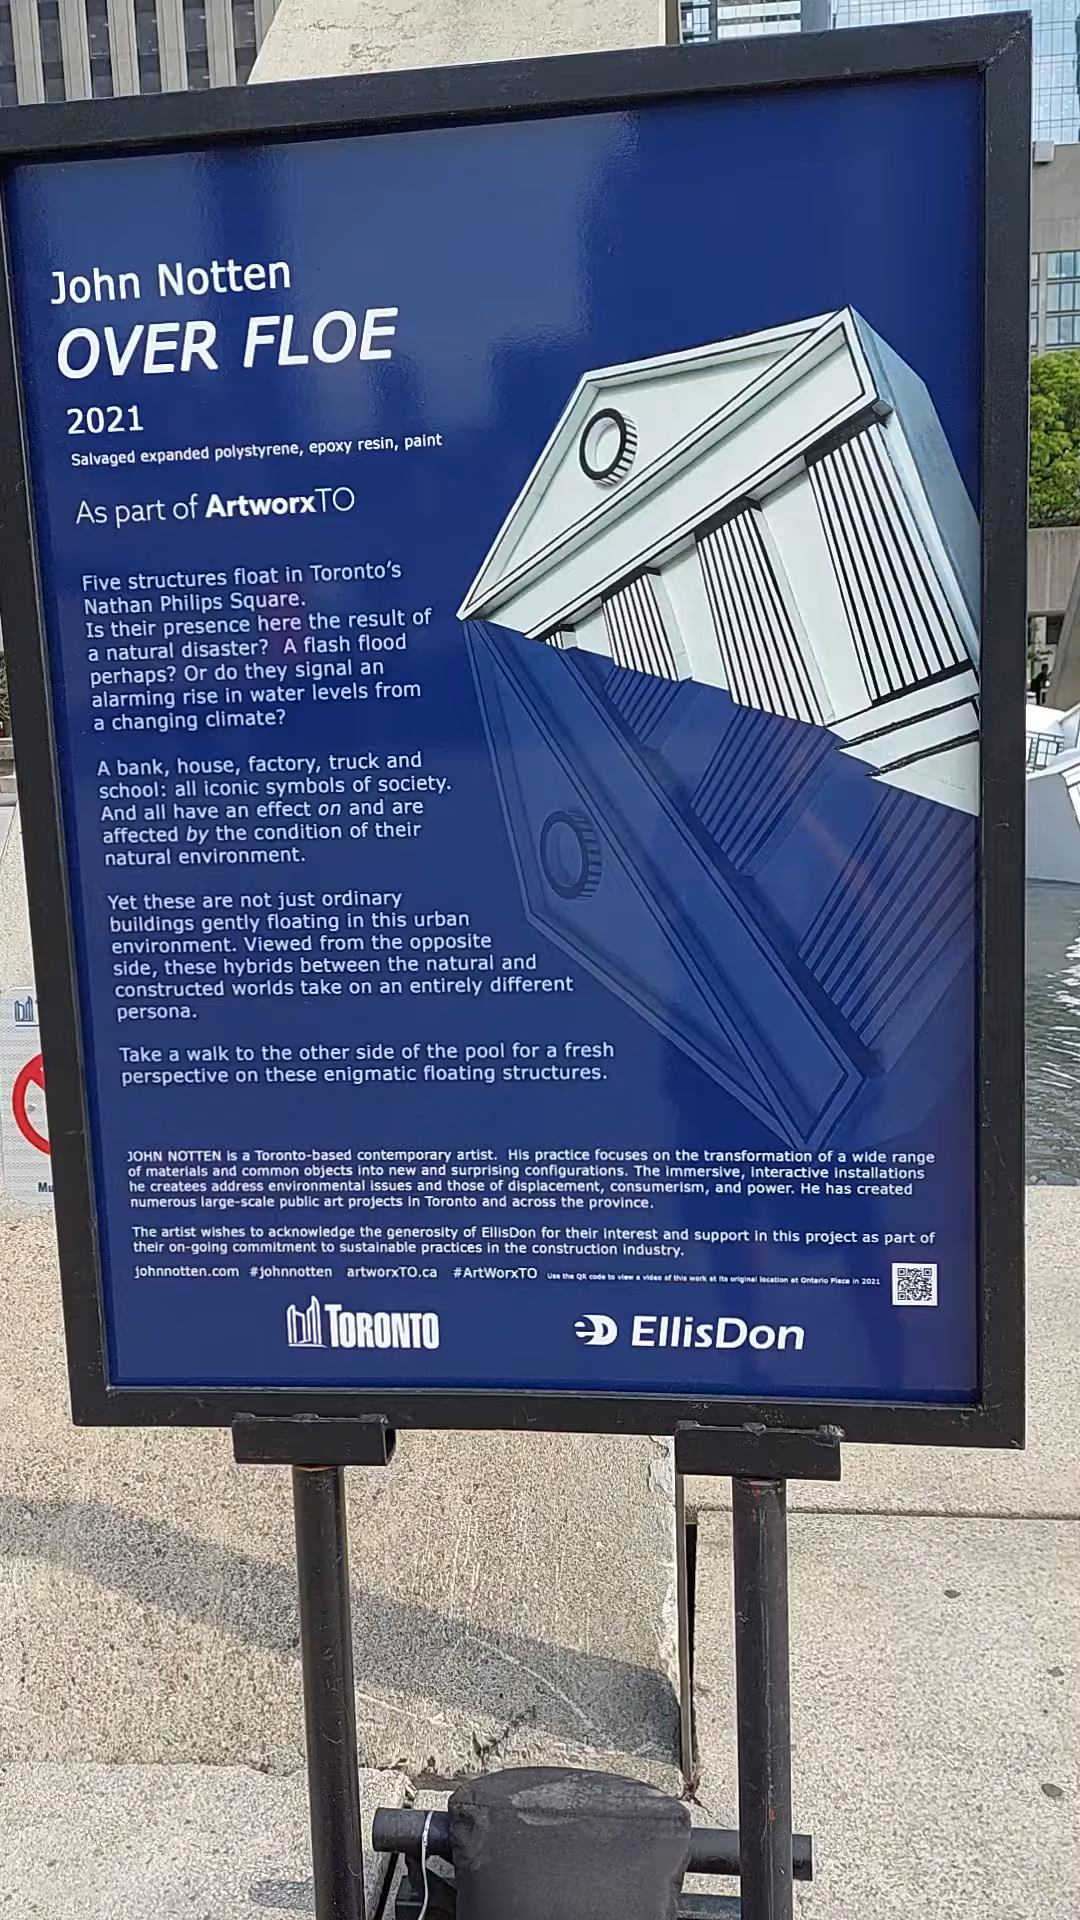 John Notten
OVER FLOE
2021
Salvaged expanded polystyrene, epoxy resin, paint
As part of ArtworxTO
Five structures float in Toronto's
Nathan Philips Square.
Is their presence here the result of
a natural disaster? A flash flood
perhaps? Or do they signal an
alarming rise in water levels from
a changing climate?
A bank, house, factory, truck and
school: all iconic symbols of society.
And all have an effect on and are
affected by the condition of their
natural environment.
Yet these are not just ordinary
buildings gently floating in this urban
environment. Viewed from the opposite
side, these hybrids between the natural and
constructed worlds take on an entirely different
persona.
Take a walk to the other side of the pool for a fresh
perspective on these enigmatic floating structures.
JOHN NOTTEN is a Toronto-based contemporary artist. His practice focuses on the transformation of a wide range
of materials and common objects into new and surprising configurations. The immersive, interactive installations
he createes address environmental issues and those of displacement, consumerism, and power. He has created
numerous large-scale public art projects in Toronto and across the province.
The artist wishes to acknowledge the generosity of EllisDon for their interest and support in this project as part of
their on-going commitment to sustainable practices in the construction industry.
johnnotten.com #johnnotten artworxTO.ca #ArtWorxTO Use the QR code to view a video of this work at its original location at Ontario Place in 2021
TORONTO
EllisDon